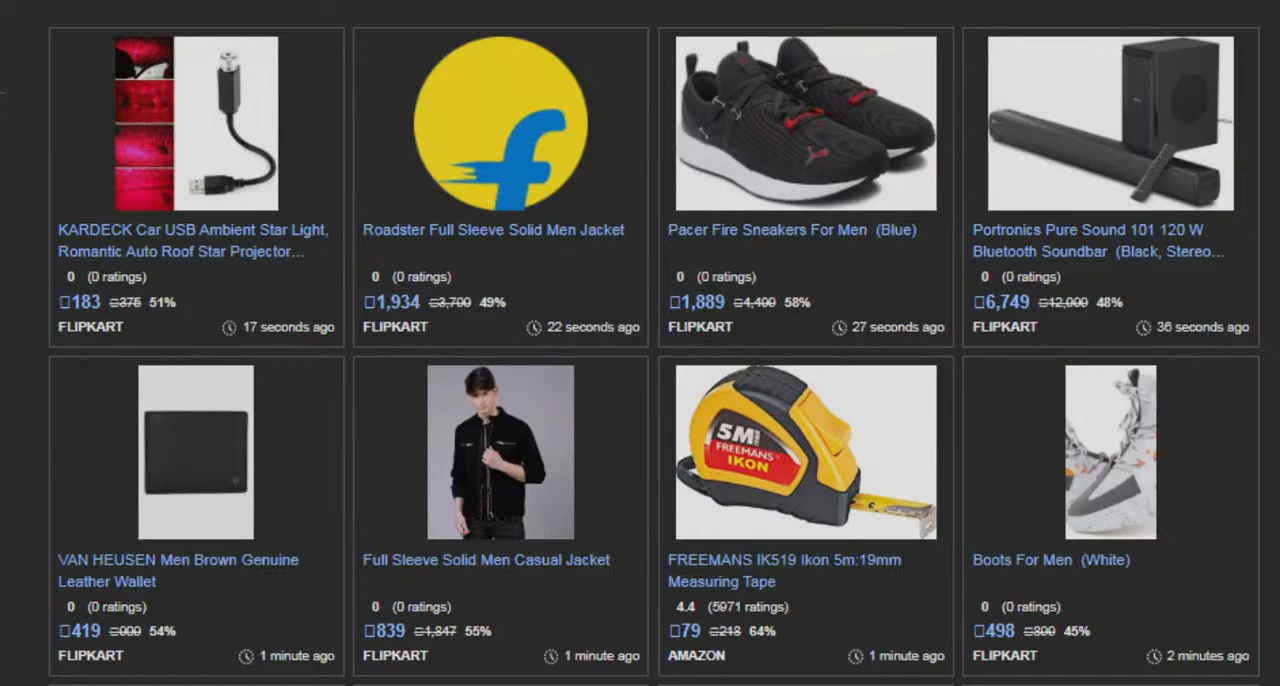 KARDECK Car USB Ambient Star Light,
Romantic Auto Roof Star Projector...
0 (0 ratings)
183 376 51%
FLIPKART 17 seconds ago
Roadster Full Sleeve Solid Men Jacket
0 (0 ratings)
1,934 3,700 49%
FLIPKART 22 seconds ago
Pacer Fire Sneakers For Men (Blue)
0 (0 ratings)
1,889 4,400 58%
FLIPKART 27 seconds ago
Portronics Pure Sound 101 120 W
Bluetooth Soundbar (Black, Stereo...
0 (0 ratings)
6,749 12,000 48%
FLIPKART 36 seconds ago
VAN HEUSEN Men Brown Genuine
Leather Wallet
0 (0 ratings)
419 54%
FLIPKART 1 minute ago
Full Sleeve Solid Men Casual Jacket
0 (0 ratings)
839 1,847 55%
FLIPKART 1 minute ago
5M
FREEMANS
IKON
FREEMANS IK519 Ikon 5m:19mm
Measuring Tape
4.4 (5971 ratings)
79 218 64%
AMAZON 1 minute ago
Boots For Men (White)
0 (0 ratings)
498 45%
FLIPKART 2 minutes ago